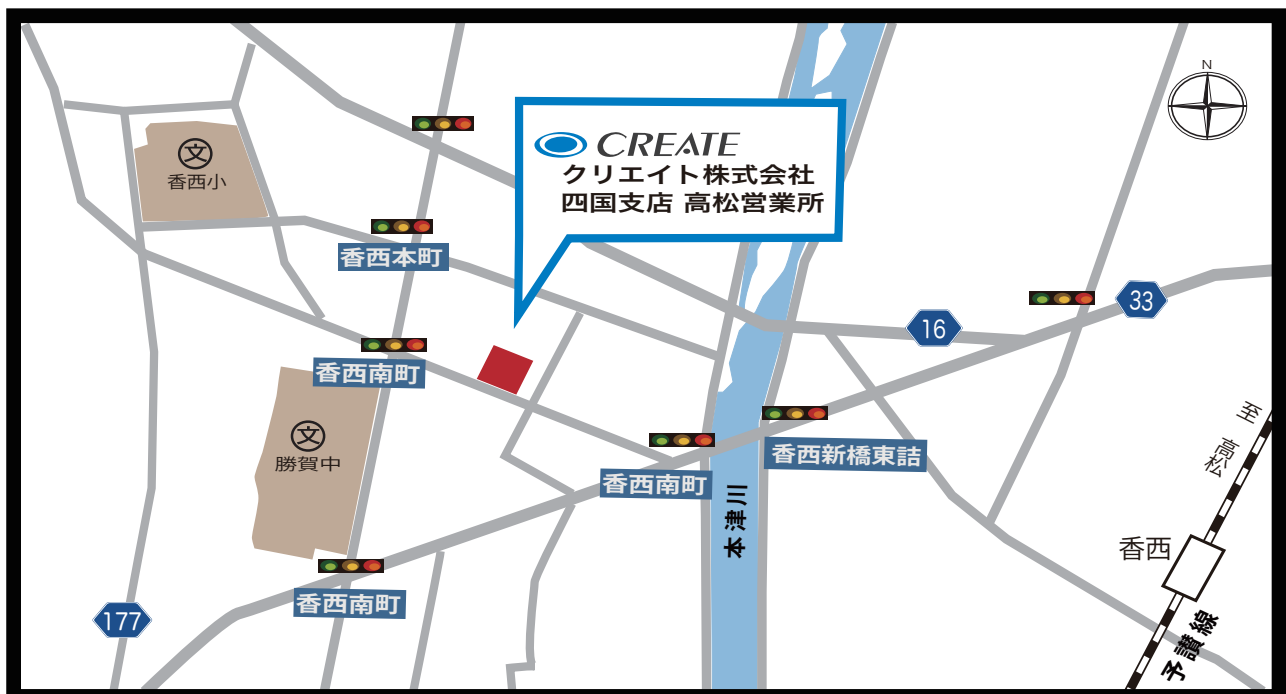 N
CREATE
クリエイト株式会社
四国支店 高松営業所
文
香西小
香西本町
33
16
香西南町
至 高松
文
勝賀中
香西新橋東詰
香西南町
本津川
香西
香西南町
177
予讃線